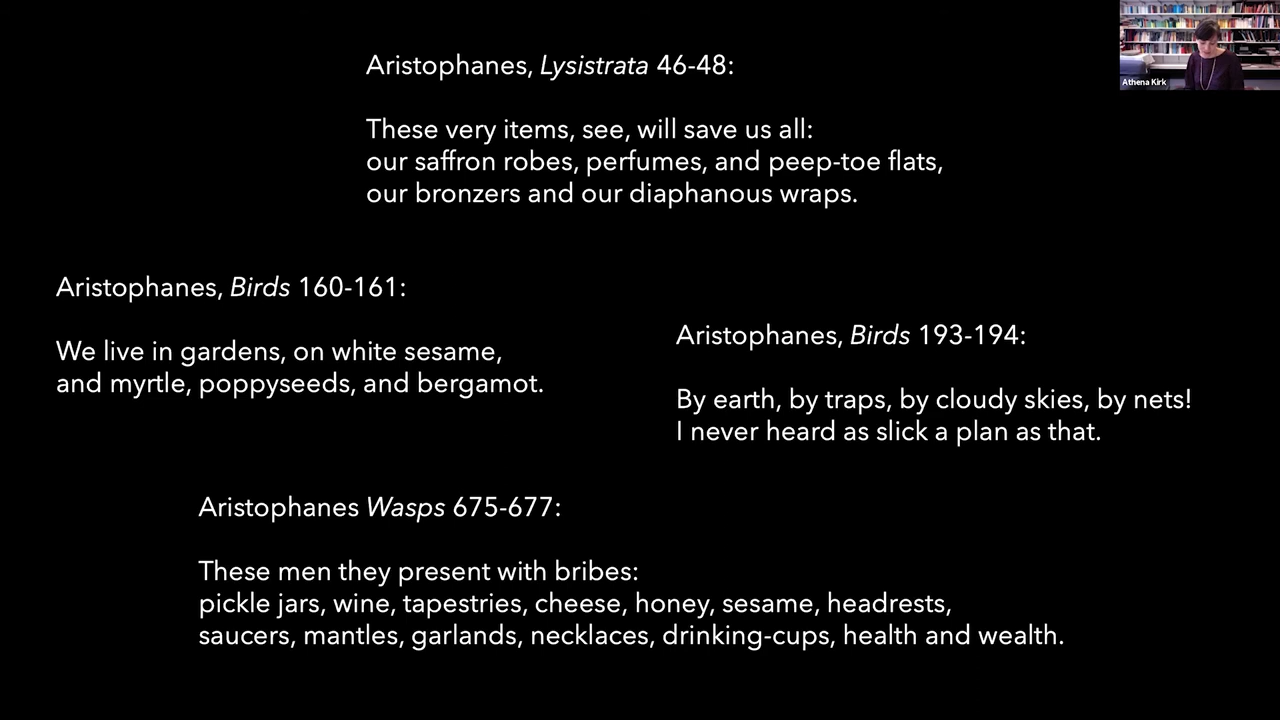 Aristophanes, Lysistrata 46-48:
These very items, see, will save us all:
our saffron robes, perfumes, and peep-toe flats,
our bronzers and our diaphanous wraps.
Aristophanes, Birds 160-161:
We live in gardens, on white sesame,
and myrtle, poppyseeds, and bergamot.
Aristophanes, Birds 193-194:
By earth, by traps, by cloudy skies, by nets!
I never heard as slick a plan as that.
Aristophanes Wasps 675-677:
These men they present with bribes:
pickle jars, wine, tapestries, cheese, honey, sesame, headrests,
saucers, mantles, garlands, necklaces, drinking-cups, health and wealth.
Athena Kirk